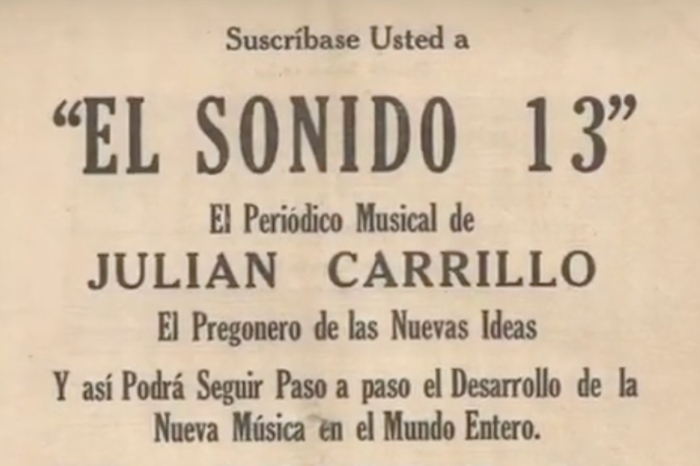 Suscríbase Usted a
“EL SONIDO 13”
El Periódico Musical de
JULIAN CARRILLO
El Pregonero de las Nuevas Ideas
Y así Podrá Seguir Paso a paso el Desarrollo de la
Nueva Música en el Mundo Entero.